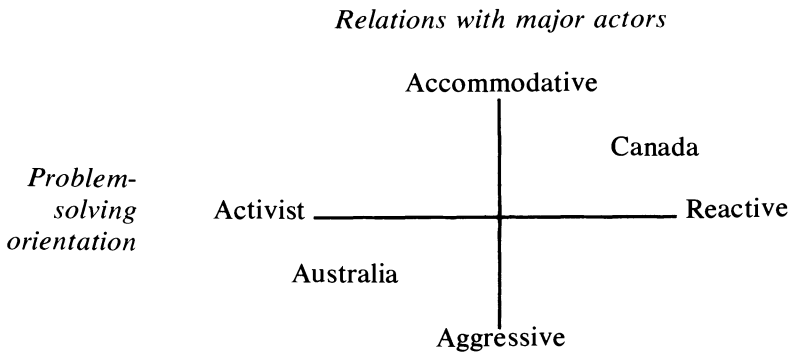 Relations with major actors
Accommodative
Canada
Problem-
solving
orientation
Activist
Reactive
Australia
Aggressive